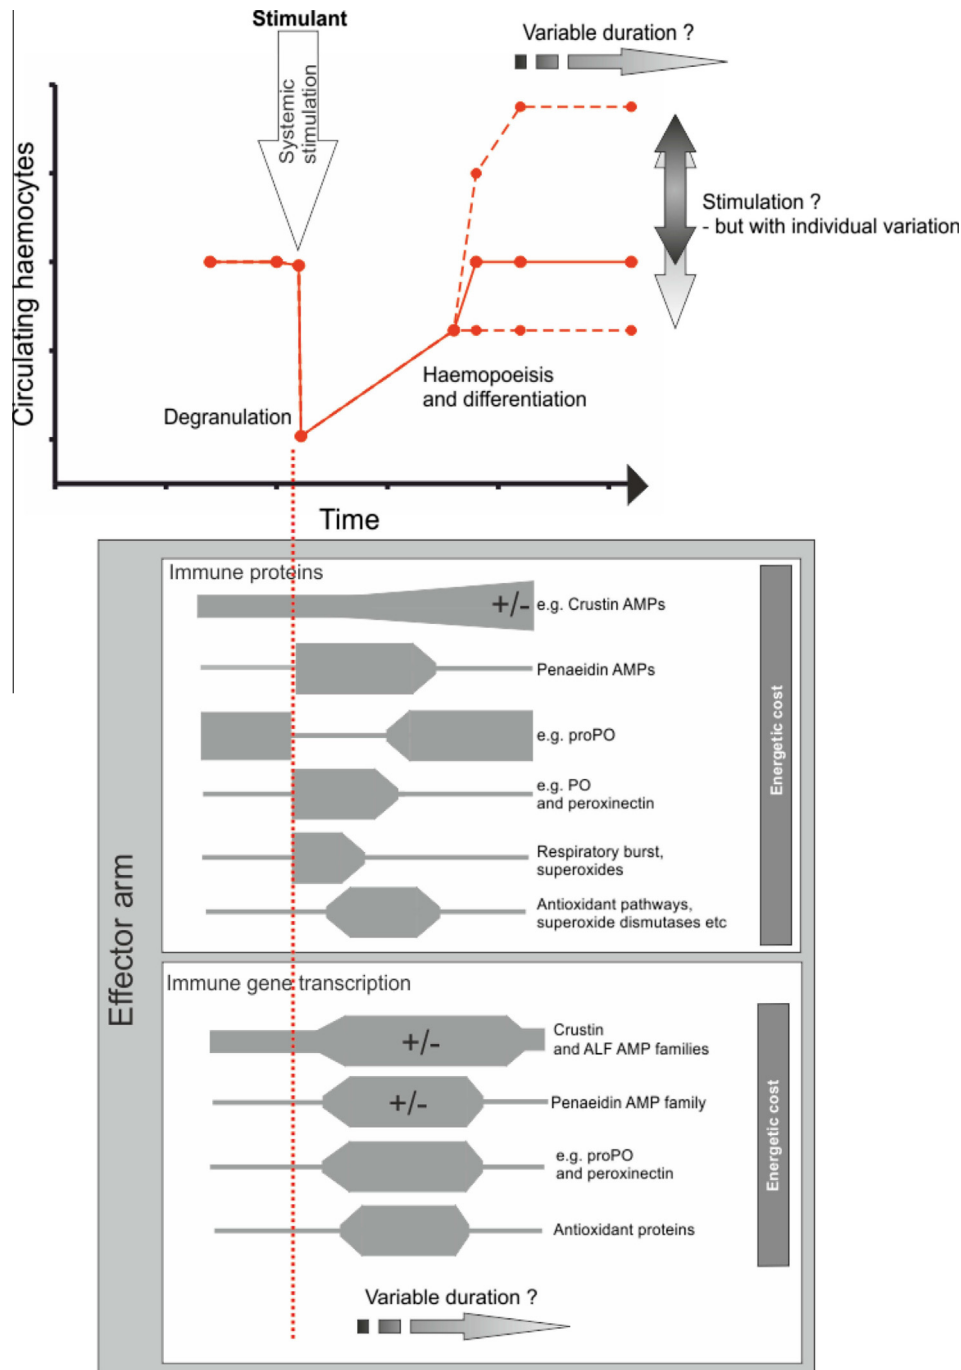 Stimulant
Variable duration ?
Systemic
stimulation
Circulating haemocytes
Stimulation ?
- but with individual variation
Degranulation
Haemopoeisis
and differentiation
Time
Effector arm
Immune proteins
+/-
e.g. Crustin AMPs
Penaeidin AMPs
e.g. proPO
e.g. PO
and peroxinectin
Respiratory burst,
superoxides
Antioxidant pathways,
superoxide dismutases etc
Energetic cost
Immune gene transcription
+/-
Crustin
and ALF AMP families
+/-
Penaeidin AMP family
e.g. proPO
and peroxinectin
Antioxidant proteins
Energetic cost
Variable duration ?